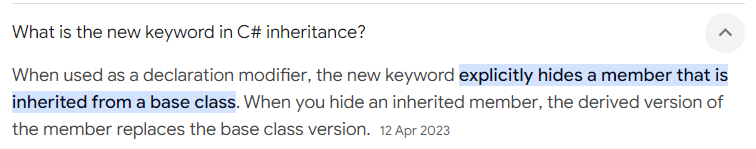 What is the new keyword in C# inheritance?
When used as a declaration modifier, the new keyword explicitly hides a member that is
inherited from a base class. When you hide an inherited member, the derived version of
the member replaces the base class version. 12 Apr 2023